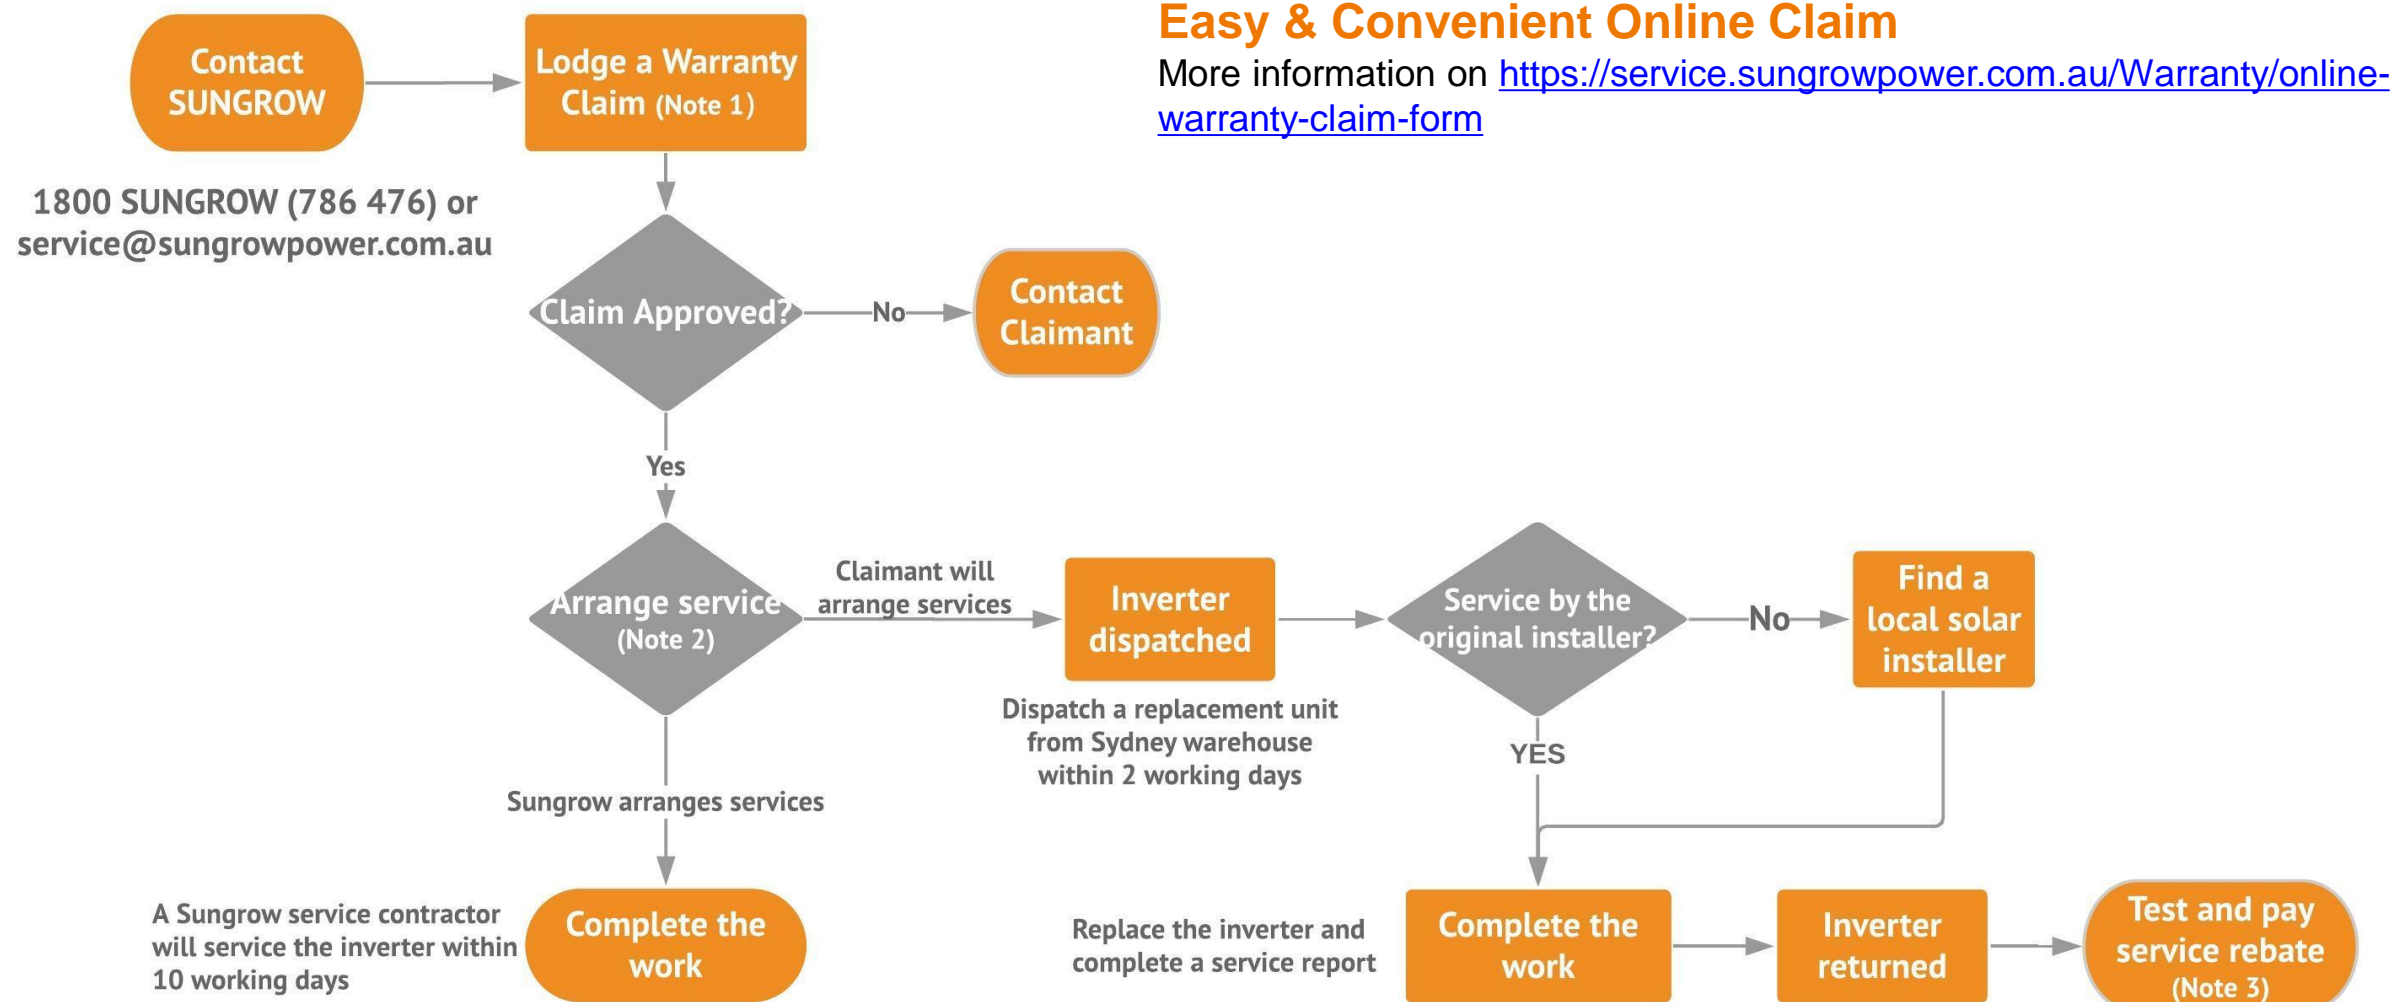 Easy & Convenient Online Claim
More information on https://service.sungrowpower.com.au/Warranty/online-
warranty-claim-form
Contact
SUNGROW
Lodge a Warranty
Claim (Note 1)
1800 SUNGROW (786 476) or
service@sungrowpower.com.au
Claim Approved?
No
Contact
Claimant
Yes
Arrange service
(Note 2)
Claimant will
arrange services
Inverter
dispatched
Dispatch a replacement unit
from Sydney warehouse
within 2 working days
Service by the
original installer?
No
Find a
local solar
installer
YES
Sungrow arranges services
A Sungrow service contractor
will service the inverter within
10 working days
Complete the
work
Replace the inverter and
complete a service report
Complete the
work
Inverter
returned
Test and pay
service rebate
(Note 3)